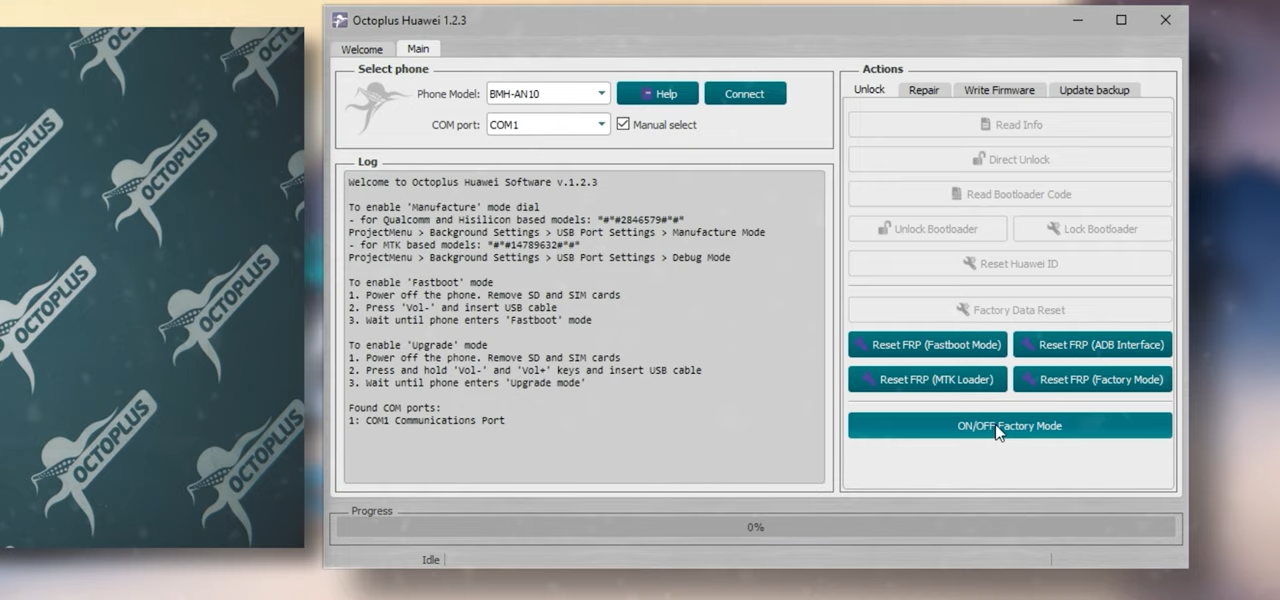 OCTOPLUS
OCTOPLUS
OCTOPLUS
OCTOPLUS
OCTOPLUS
OCTOPLUS
Octoplus Huawei 1.2.3
Welcome
Main
Select phone
Phone Model:
BMH-AN10
Help
Connect
COM port:
COM1
Manual select
Log
Welcome to Octoplus Huawei Software v.1.2.3
To enable 'Manufacture' mode dial
- for Qualcomm and Hisilicon based models: *#*#2846579#*#*
ProjectMenu > Background Settings > USB Port Settings > Manufacture Mode
- for MTK based models: *#*#14789632#*#*
ProjectMenu > Background Settings > USB Port Settings > Debug Mode
To enable 'Fastboot' mode
1. Power off the phone. Remove SD and SIM cards
2. Press 'Vol-' and insert USB cable
3. Wait until phone enters 'Fastboot' mode
To enable 'Upgrade' mode
1. Power off the phone. Remove SD and SIM cards
2. Press and hold 'Vol-' and 'Vol+' keys and insert USB cable
3. Wait until phone enters 'Upgrade mode'
Found COM ports:
1: COM1 Communications Port
Actions
Unlock
Repair
Write Firmware
Update backup
Read Info
Direct Unlock
Read Bootloader Code
Unlock Bootloader
Lock Bootloader
Reset Huawei ID
Factory Data Reset
Reset FRP (Fastboot Mode)
Reset FRP (ADB Interface)
Reset FRP (MTK Loader)
Reset FRP (Factory Mode)
ON/OFF Factory Mode
Progress
0%
Idle